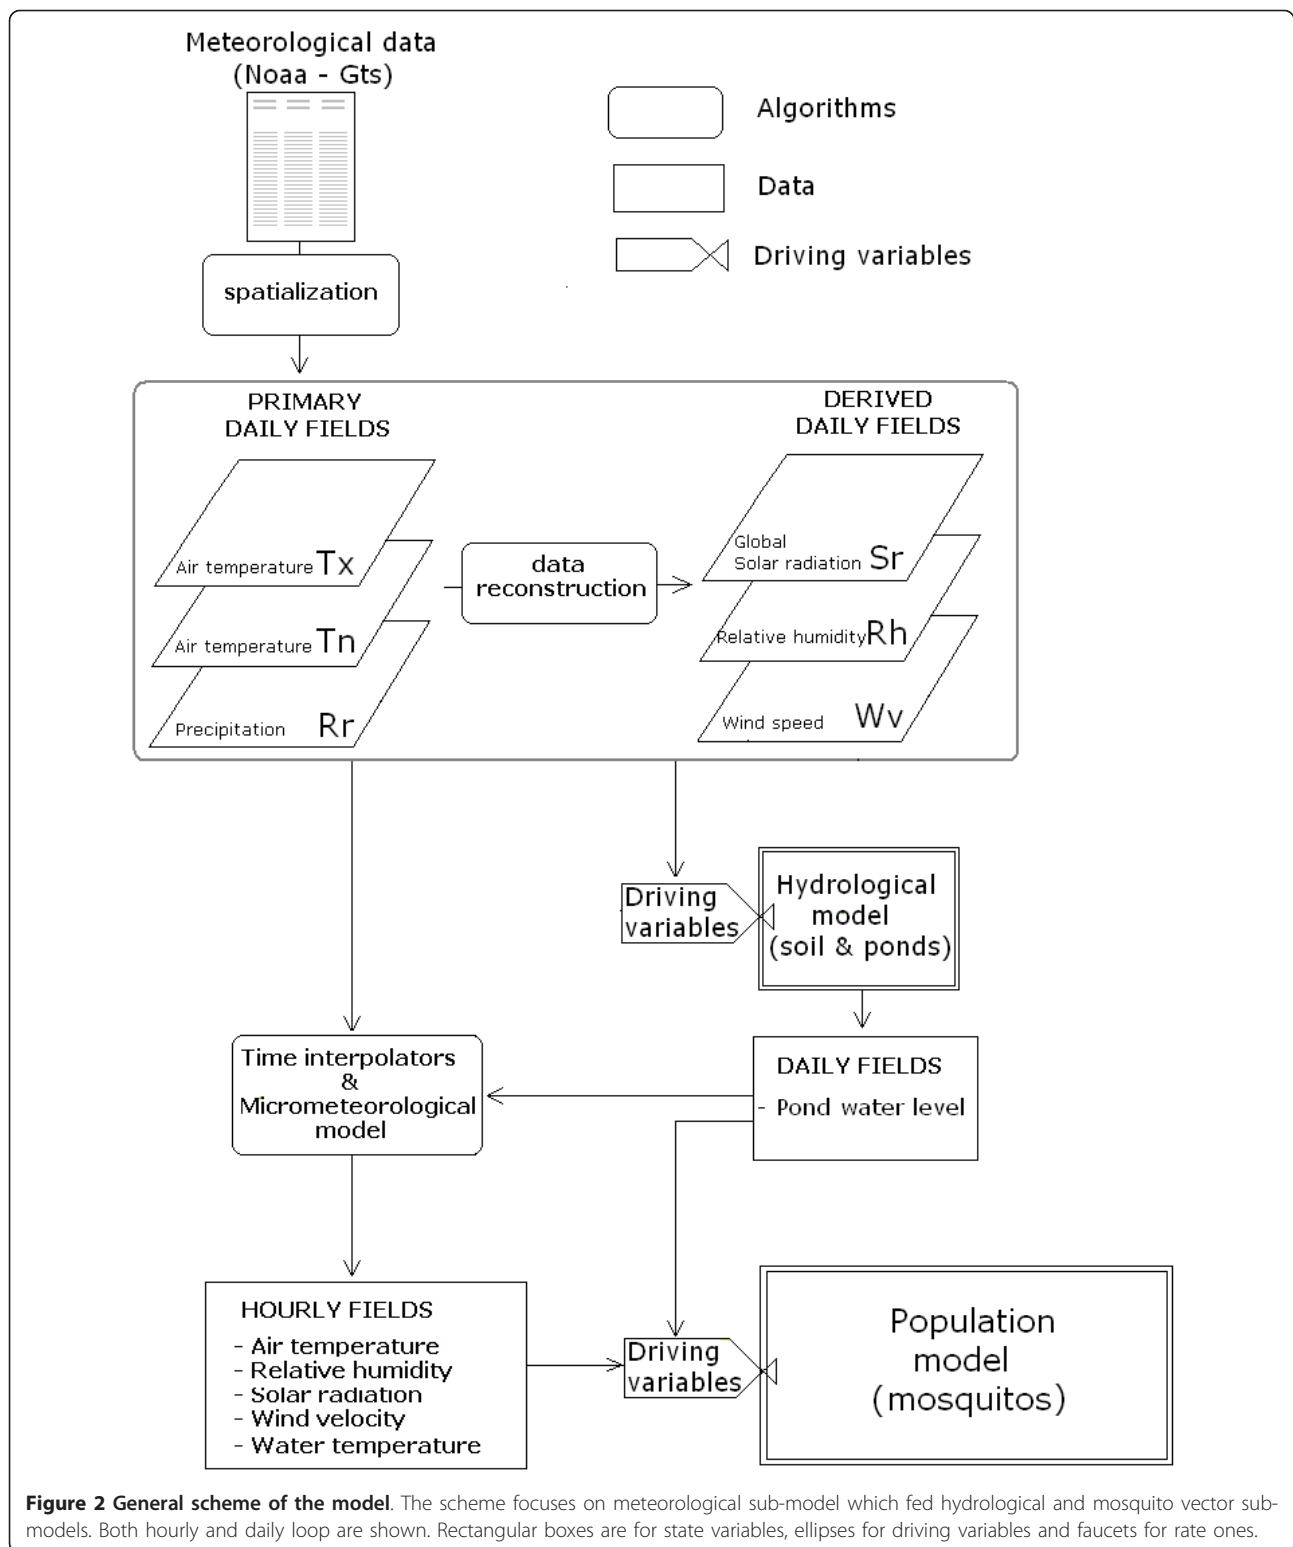 Meteorological data
(Noaa - Gts)
Algorithms
Data
Driving variables
spatialization
PRIMARY
DAILY FIELDS
DERIVED
DAILY FIELDS
Air temperature Tx
Air temperature Tn
Precipitation Rr
data
reconstruction
Global
Solar radiation Sr
Relative humidity Rh
Wind speed Wv
Driving
variables
Hydrological
model
(soil & ponds)
Time interpolators
&
Micrometeorological
model
DAILY FIELDS
- Pond water level
HOURLY FIELDS
- Air temperature
- Relative humidity
- Solar radiation
- Wind velocity
- Water temperature
Driving
variables
Population
model
(mosquitos)
Figure 2 General scheme of the model. The scheme focuses on meteorological sub-model which fed hydrological and mosquito vector sub-
models. Both hourly and daily loop are shown. Rectangular boxes are for state variables, ellipses for driving variables and faucets for rate ones.